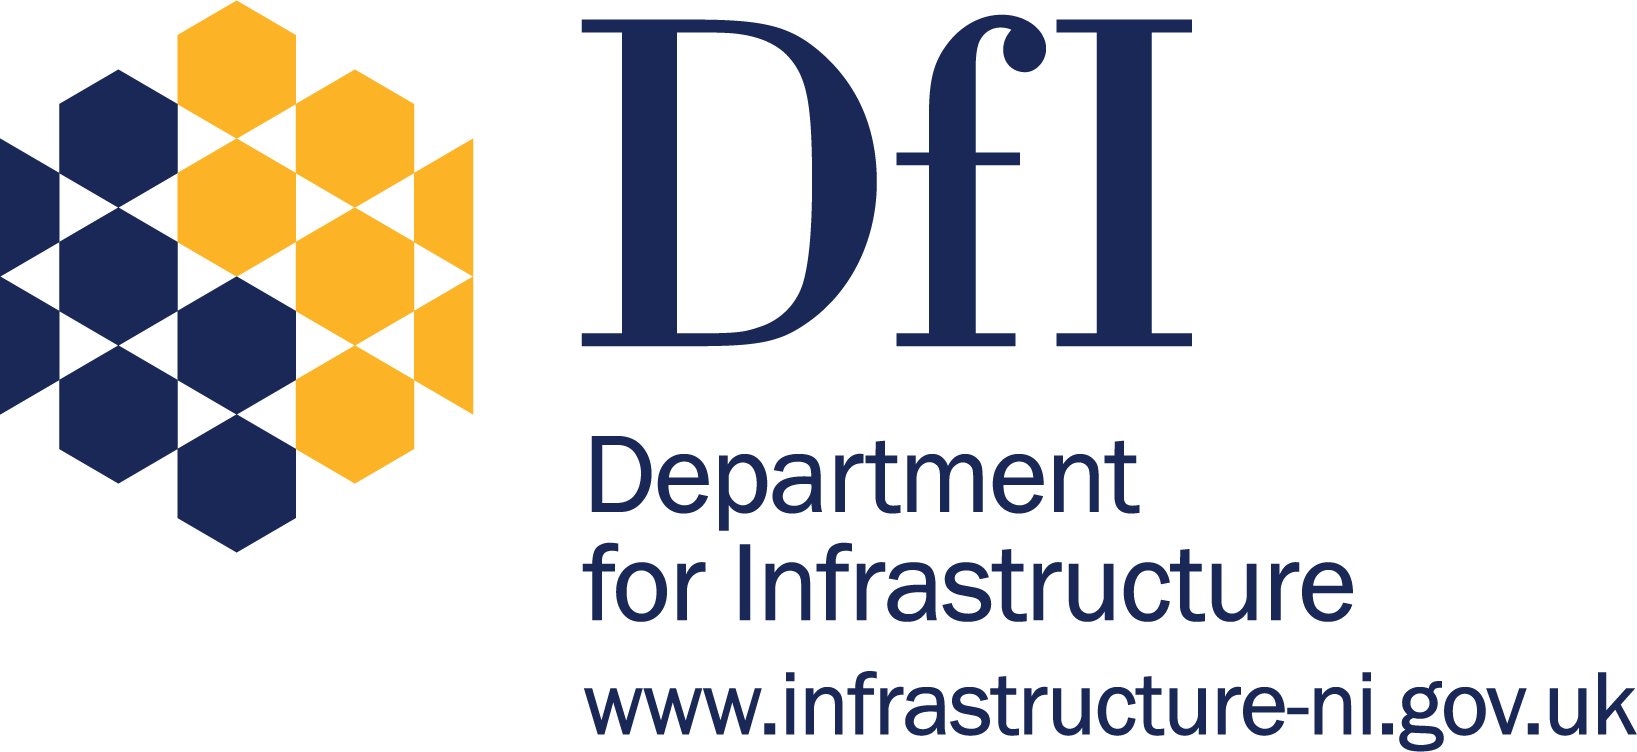 DfI
Department
for Infrastructure
www.infrastructure-ni.gov.uk